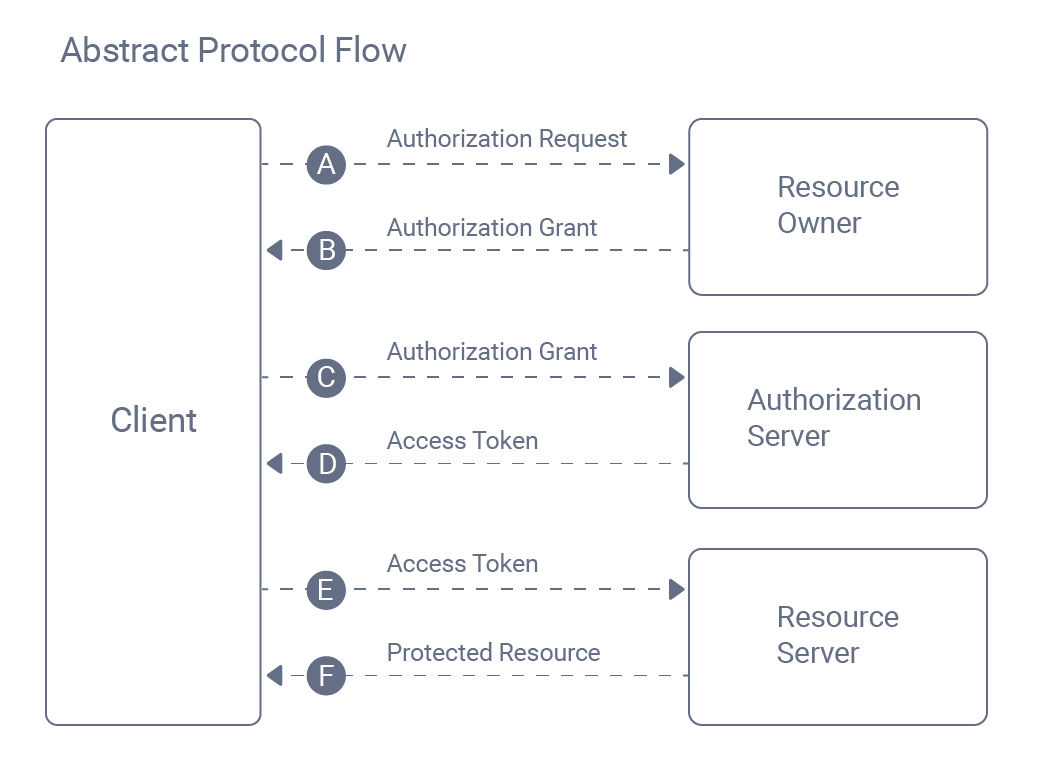 Abstract Protocol Flow
Client
A
Authorization Request
B
Authorization Grant
Resource
Owner
C
Authorization Grant
D
Access Token
Authorization
Server
E
Access Token
F
Protected Resource
Resource
Server